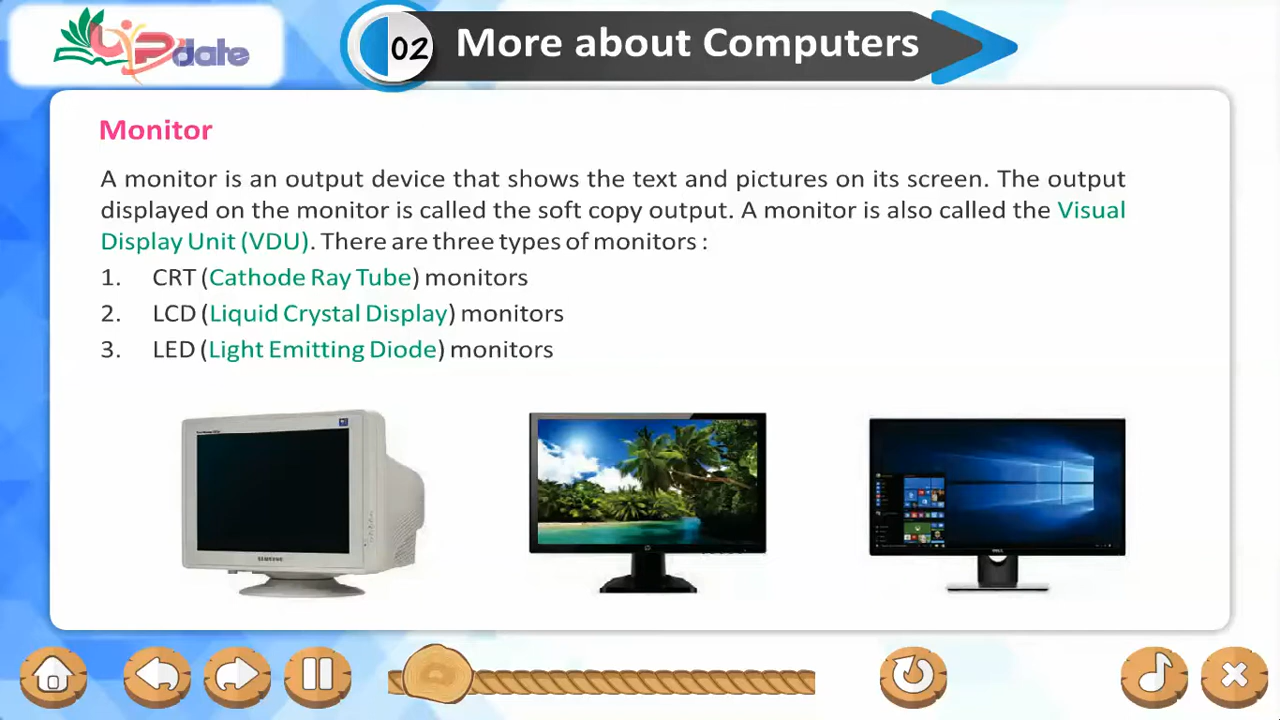 UPdate
02
More about Computers
Monitor
A monitor is an output device that shows the text and pictures on its screen. The output
displayed on the monitor is called the soft copy output. A monitor is also called the Visual
Display Unit (VDU). There are three types of monitors :
1. CRT (Cathode Ray Tube) monitors
2. LCD (Liquid Crystal Display) monitors
3. LED (Light Emitting Diode) monitors
SAMSUNG
hp
DELL